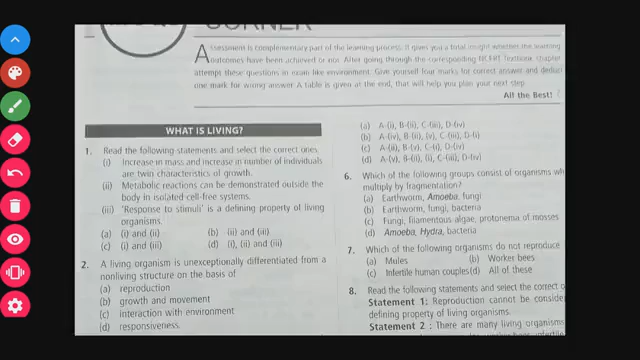 CORNER
Assessment is complementary part of the learning process. It gives you a total insight whether the learning
outcomes have been achieved or not. After going through the corresponding NCERT Textbook chapter
attemps these questions in exam like environment. Give yourself four marks for correct answer and deduct
one mark for wrong answer. A table is given at the end, that will help you plan your next step.
All the Best!
WHAT IS LIVING?
1. Read the following statements and select the correct ones.
(i) Increase in mass and increase in number of individuals
are twin characteristics of growth.
(ii) Metabolic reactions can be demonstrated outside the
body in isolated cell-free systems.
(iii) 'Response to stimuli' is a defining property of living
organisms.
(a) (i) and (ii) (b) (ii) and (iii)
(c) (i) and (iii) (d) (i), (ii) and (iii)
2. A living organism is unexceptionally differentiated from a
nonliving structure on the basis of
(a) reproduction
(b) growth and movement
(c) interaction with environment
(d) responsiveness.
(a) A-(i), B-(ii), C-(iii), D-(iv)
(b) A-(iv), B-(ii), (v), C-(iii), D-(i)
(c) A-(ii), B-(v), C-(i), D-(iv)
(d) A-(v), B-(ii), (i), C-(iii), D-(iv)
6. Which of the following groups consist of organisms wh
multiply by fragmentation?
(a) Earthworm, Amoeba, fungi
(b) Earthworm, fungi, bacteria
(c) Fungi, filamentous algae, protonema of mosses
(d) Amoeba, Hydra, bacteria
7. Which of the following organisms do not reproduce
(a) Mules (b) Worker bees
(c) Infertile human couples (d) All of these
8. Read the following statements and select the correct o
Statement 1: Reproduction cannot be conside
defining property of living organisms.
Statement 2 : There are many living organisms